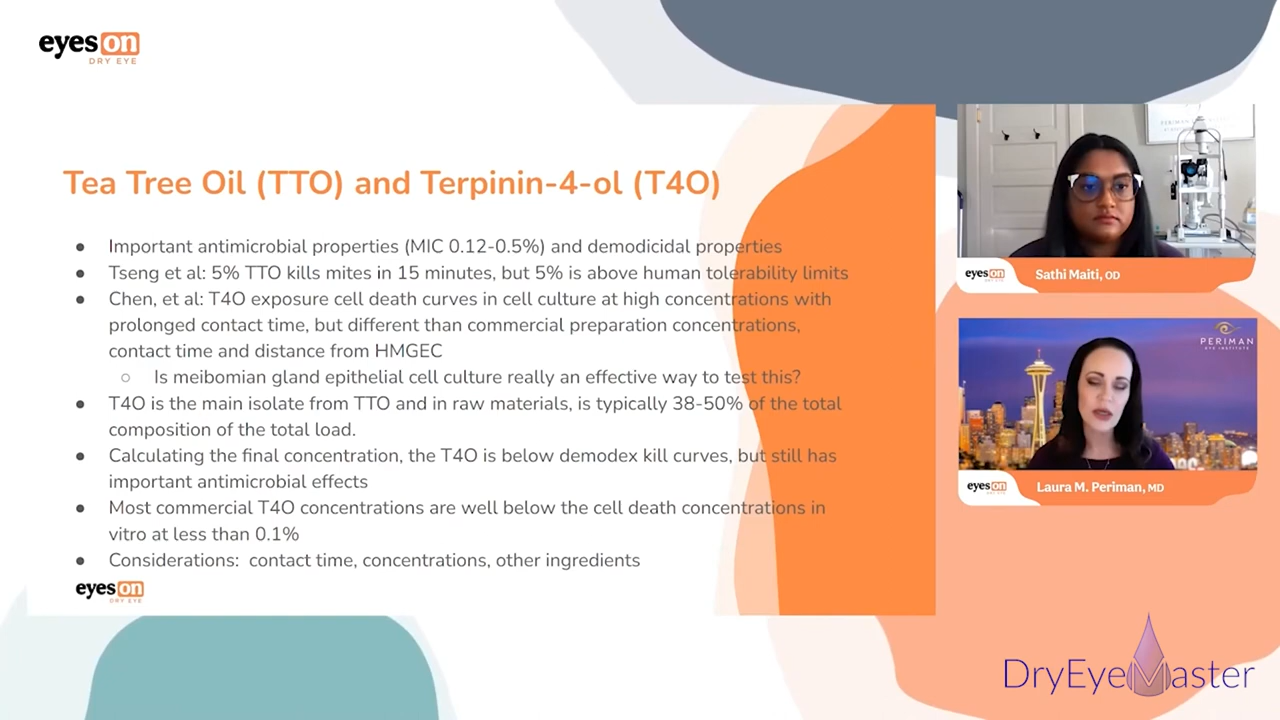 eyes on
DRY EYE
Tea Tree Oil (TTO) and Terpinin-4-ol (T4O)
● Important antimicrobial properties (MIC 0.12-0.5%) and demodicidal properties
● Tseng et al: 5% TTO kills mites in 15 minutes, but 5% is above human tolerability limits
● Chen, et al: T4O exposure cell death curves in cell culture at high concentrations with
prolonged contact time, but different than commercial preparation concentrations,
contact time and distance from HMGEC
○ Is meibomian gland epithelial cell culture really an effective way to test this?
● T4O is the main isolate from TTO and in raw materials, is typically 38-50% of the total
composition of the total load.
● Calculating the final concentration, the T4O is below demodex kill curves, but still has
important antimicrobial effects
● Most commercial T4O concentrations are well below the cell death concentrations in
vitro at less than 0.1%
● Considerations: contact time, concentrations, other ingredients
eyes on
DRY EYE
eyes on
DRY EYE
Sathi Maiti, OD
PERIMAN
EYE INSTITUTE
eyes on
DRY EYE
Laura M. Periman, MD
DryEyeMaster